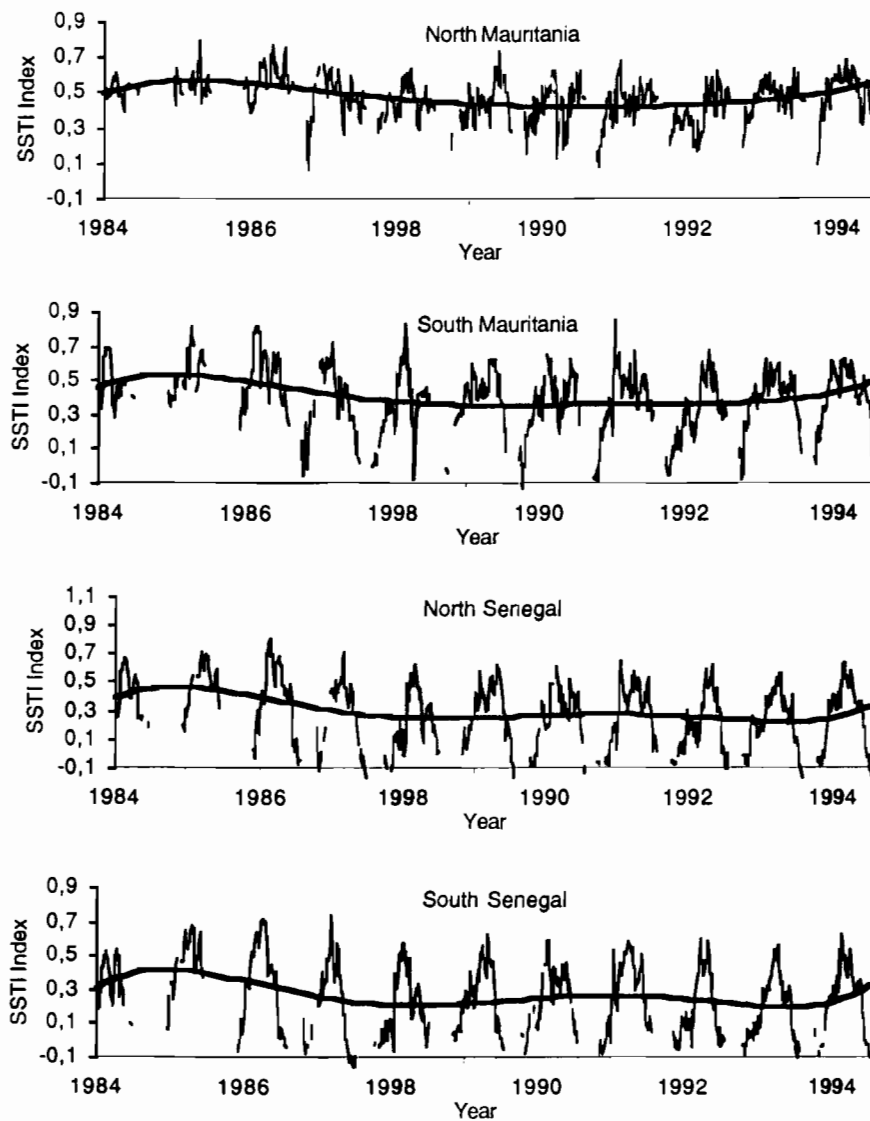 North Mauritania
SSTI Index
0,9
0,7
0,5
0,3
0,1
-0,1
1984 1986 1998 1990 1992 1994
Year
South Mauritania
SSTI Index
0,9
0,7
0,5
0,3
0,1
-0,1
1984 1986 1998 1990 1992 1994
Year
North Senegal
SSTI Index
1,1
0,9
0,7
0,5
0,3
0,1
-0,1
1984 1986 1998 1990 1992 1994
Year
South Senegal
SSTI Index
0,9
0,7
0,5
0,3
0,1
-0,1
1984 1986 1998 1990 1992 1994
Year